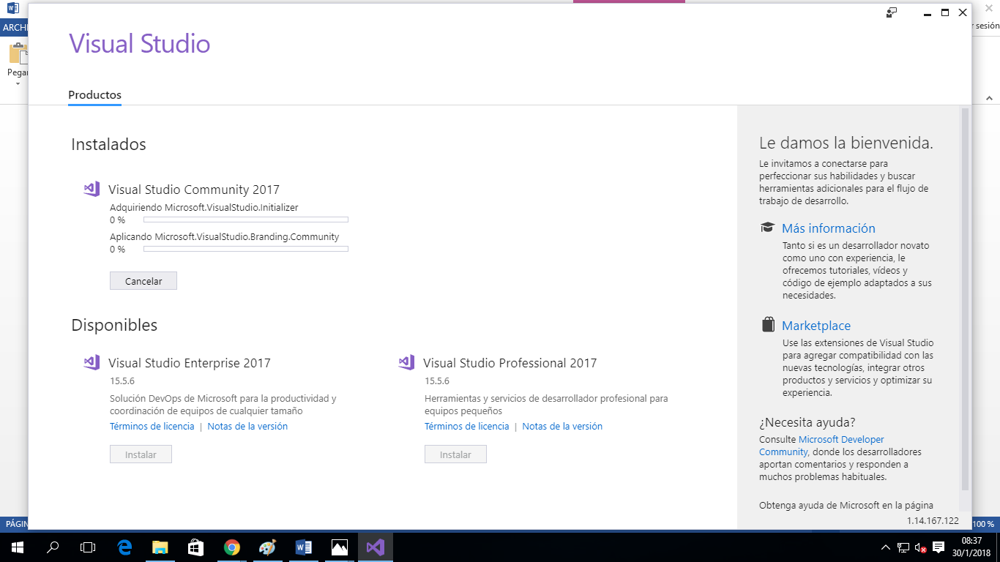 ARCHI
r sesión
Pegar
Visual Studio
Productos
Instalados
Visual Studio Community 2017
Adquiriendo Microsoft.VisualStudio.Initializer
0 %
Aplicando Microsoft.VisualStudio.Branding.Community
0 %
Cancelar
Disponibles
Visual Studio Enterprise 2017
15.5.6
Solución DevOps de Microsoft para la productividad y
coordinación de equipos de cualquier tamaño
Términos de licencia | Notas de la versión
Instalar
Visual Studio Professional 2017
15.5.6
Herramientas y servicios de desarrollador profesional para
equipos pequeños
Términos de licencia | Notas de la versión
Instalar
Le damos la bienvenida.
Le invitamos a conectarse para
perfeccionar sus habilidades y buscar
herramientas adicionales para el flujo de
trabajo de desarrollo.
Más información
Tanto si es un desarrollador novato
como uno con experiencia, le
ofrecemos tutoriales, vídeos y
código de ejemplo adaptados a sus
necesidades.
Marketplace
Use las extensiones de Visual Studio
para agregar compatibilidad con las
nuevas tecnologías, integrar otros
productos y servicios y optimizar su
experiencia.
¿Necesita ayuda?
Consulte Microsoft Developer
Community, donde los desarrolladores
aportan comentarios y responden a
muchos problemas habituales.
Obtenga ayuda de Microsoft en la página
1.14.167.122
PÁGIN
100 %
08:37
30/1/2018